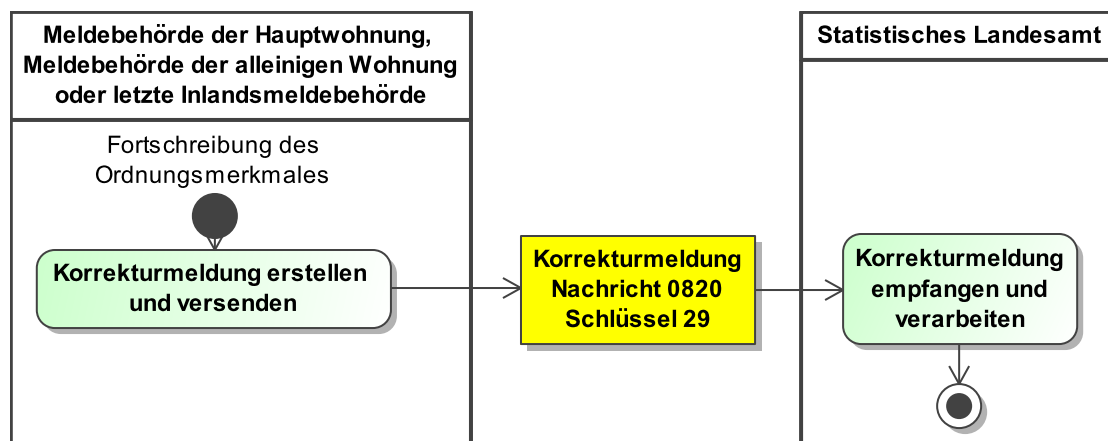 Meldebehörde der Hauptwohnung,
Meldebehörde der alleinigen Wohnung
oder letzte Inlandsmeldebehörde
Statistisches Landesamt
Fortschreibung des
Ordnungsmerkmales
Korrekturmeldung erstellen
und versenden
Korrekturmeldung
Nachricht 0820
Schlüssel 29
Korrekturmeldung
empfangen und
verarbeiten